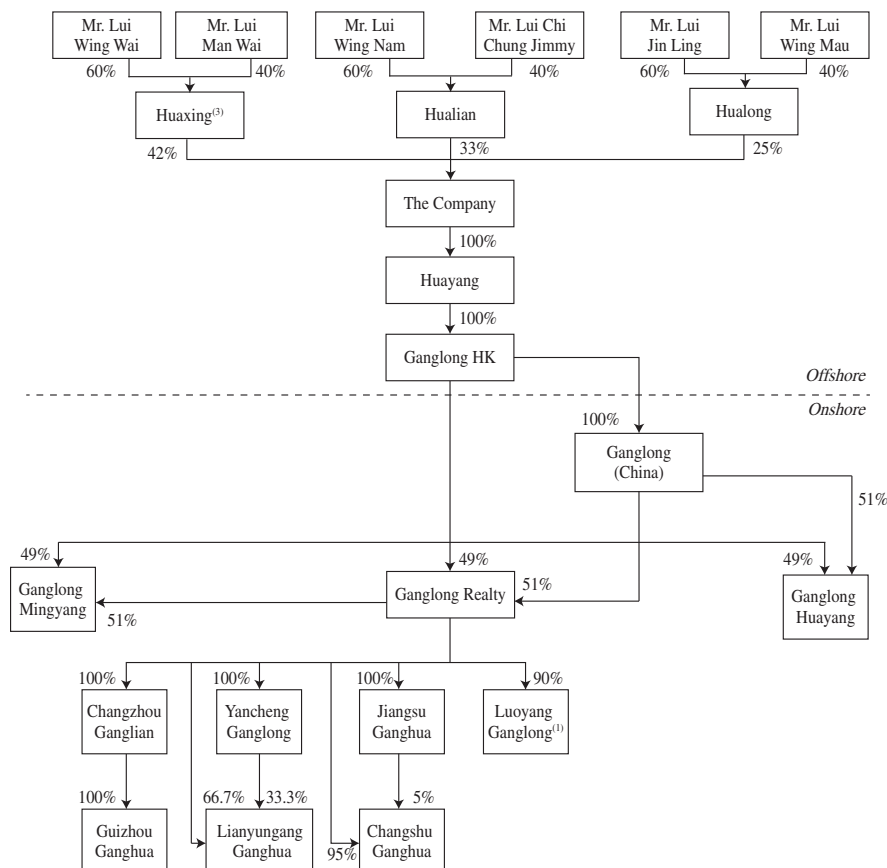 Mr. Lui
Wing Wai
Mr. Lui
Man Wai
Mr. Lui
Wing Nam
Mr. Lui Chi
Chung Jimmy
Mr. Lui
Jin Ling
Mr. Lui
Wing Mau
60%
40%
60%
40%
60%
40%
Huaxing(3)
Hualian
Hualong
42%
33%
25%
The Company
100%
Huayang
100%
Ganglong HK
Offshore
Onshore
100%
Ganglong
(China)
51%
49%
49%
49%
Ganglong
Mingyang
51%
Ganglong Realty
51%
Ganglong
Huayang
100%
100%
100%
90%
Changzhou
Ganglian
Yancheng
Ganglong
Jiangsu
Ganghua
Luoyang
Ganglong(1)
100%
66.7%
33.3%
5%
Guizhou
Ganghua
Lianyungang
Ganghua
95%
Changshu
Ganghua